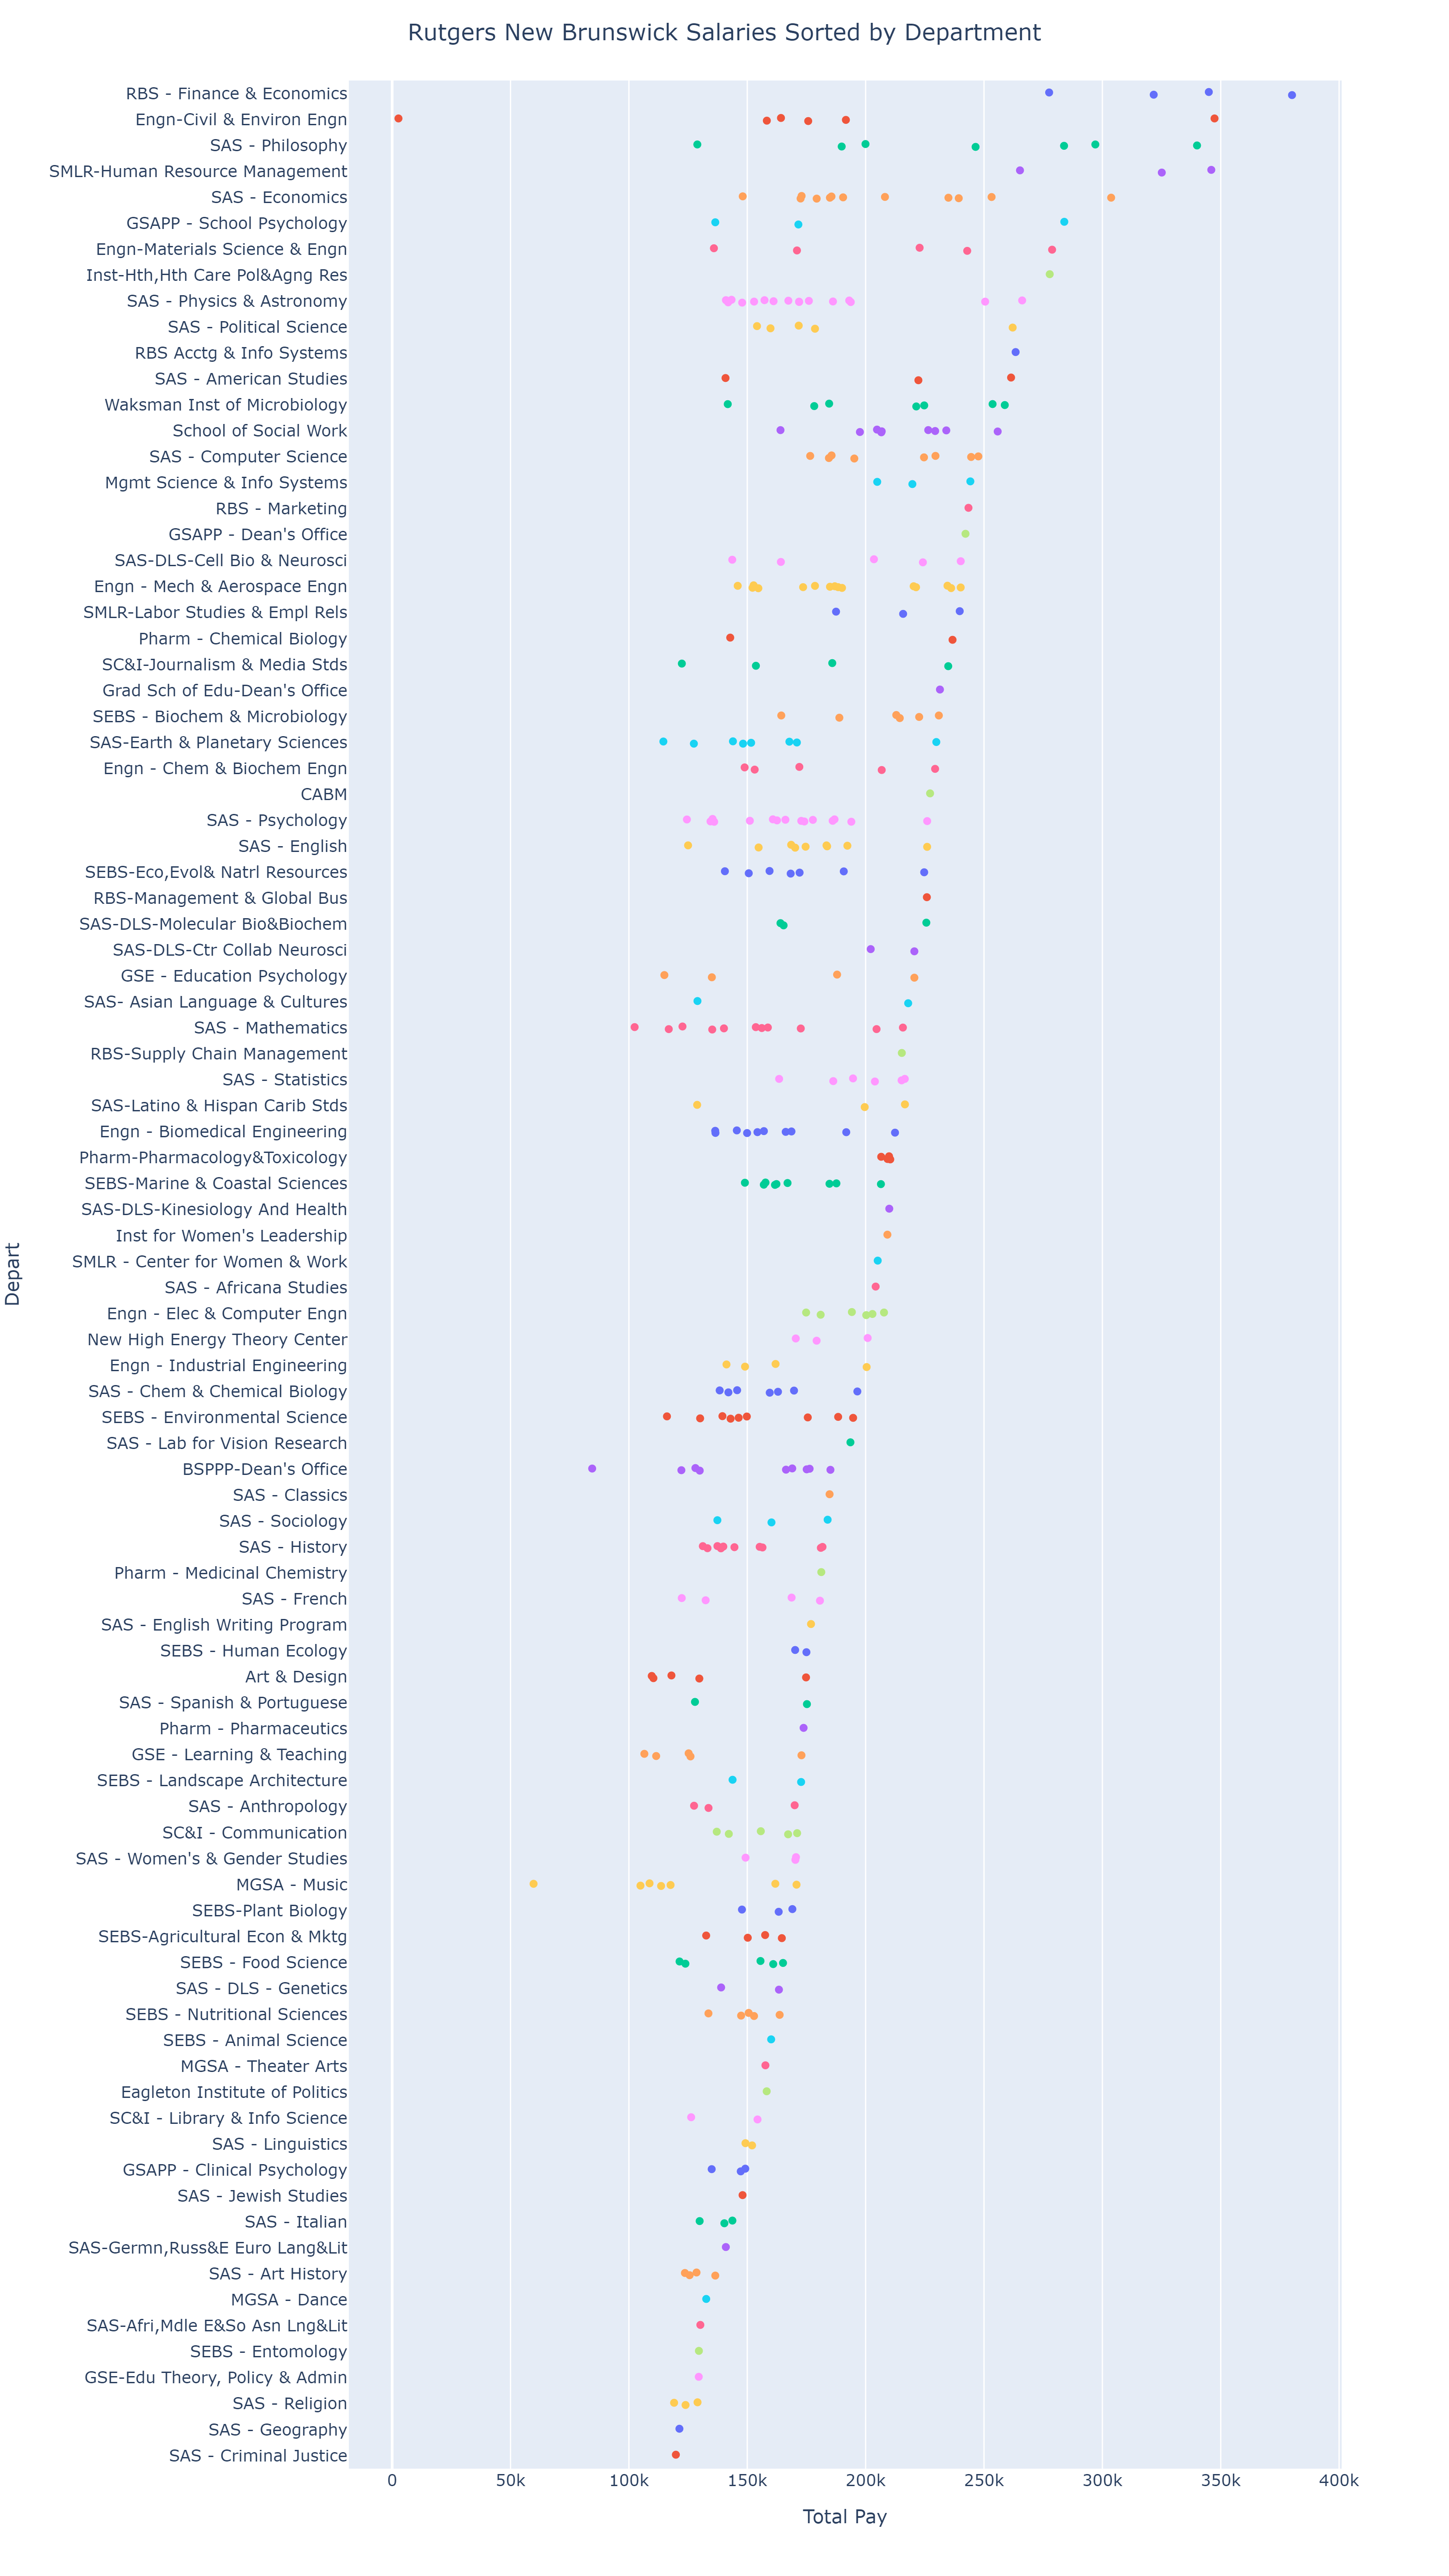 Rutgers New Brunswick Salaries Sorted by Department
RBS - Finance & Economics
Engn-Civil & Environ Engn
SAS - Philosophy
SMLR-Human Resource Management
SAS - Economics
GSAPP - School Psychology
Engn-Materials Science & Engn
Inst-Hth,Hth Care Pol&Agng Res
SAS - Physics & Astronomy
SAS - Political Science
RBS Acctg & Info Systems
SAS - American Studies
Waksman Inst of Microbiology
School of Social Work
SAS - Computer Science
Mgmt Science & Info Systems
RBS - Marketing
GSAPP - Dean's Office
SAS-DLS-Cell Bio & Neurosci
Engn - Mech & Aerospace Engn
SMLR-Labor Studies & Empl Rels
Pharm - Chemical Biology
SC&I-Journalism & Media Stds
Grad Sch of Edu-Dean's Office
SEBS - Biochem & Microbiology
SAS-Earth & Planetary Sciences
Engn - Chem & Biochem Engn
CABM
SAS - Psychology
SAS - English
SEBS-Eco,Evol& Natrl Resources
RBS-Management & Global Bus
SAS-DLS-Molecular Bio&Biochem
SAS-DLS-Ctr Collab Neurosci
GSE - Education Psychology
SAS- Asian Language & Cultures
SAS - Mathematics
RBS-Supply Chain Management
SAS - Statistics
SAS-Latino & Hispan Carib Stds
Engn - Biomedical Engineering
Pharm-Pharmacology&Toxicology
SEBS-Marine & Coastal Sciences
SAS-DLS-Kinesiology And Health
Inst for Women's Leadership
SMLR - Center for Women & Work
SAS - Africana Studies
Engn - Elec & Computer Engn
New High Energy Theory Center
Engn - Industrial Engineering
SAS - Chem & Chemical Biology
SEBS - Environmental Science
SAS - Lab for Vision Research
BSPPP-Dean's Office
SAS - Classics
SAS - Sociology
SAS - History
Pharm - Medicinal Chemistry
SAS - French
SAS - English Writing Program
SEBS - Human Ecology
Art & Design
SAS - Spanish & Portuguese
Pharm - Pharmaceutics
GSE - Learning & Teaching
SEBS - Landscape Architecture
SAS - Anthropology
SC&I - Communication
SAS - Women's & Gender Studies
MGSA - Music
SEBS-Plant Biology
SEBS-Agricultural Econ & Mktg
SEBS - Food Science
SAS - DLS - Genetics
SEBS - Nutritional Sciences
SEBS - Animal Science
MGSA - Theater Arts
Eagleton Institute of Politics
SC&I - Library & Info Science
SAS - Linguistics
GSAPP - Clinical Psychology
SAS - Jewish Studies
SAS - Italian
SAS-Germn,Russ&E Euro Lang&Lit
SAS - Art History
MGSA - Dance
SAS-Afri,Mdle E&So Asn Lng&Lit
SEBS - Entomology
GSE-Edu Theory, Policy & Admin
SAS - Religion
SAS - Geography
SAS - Criminal Justice
Depart
0 50k 100k 150k 200k 250k 300k 350k 400k
Total Pay